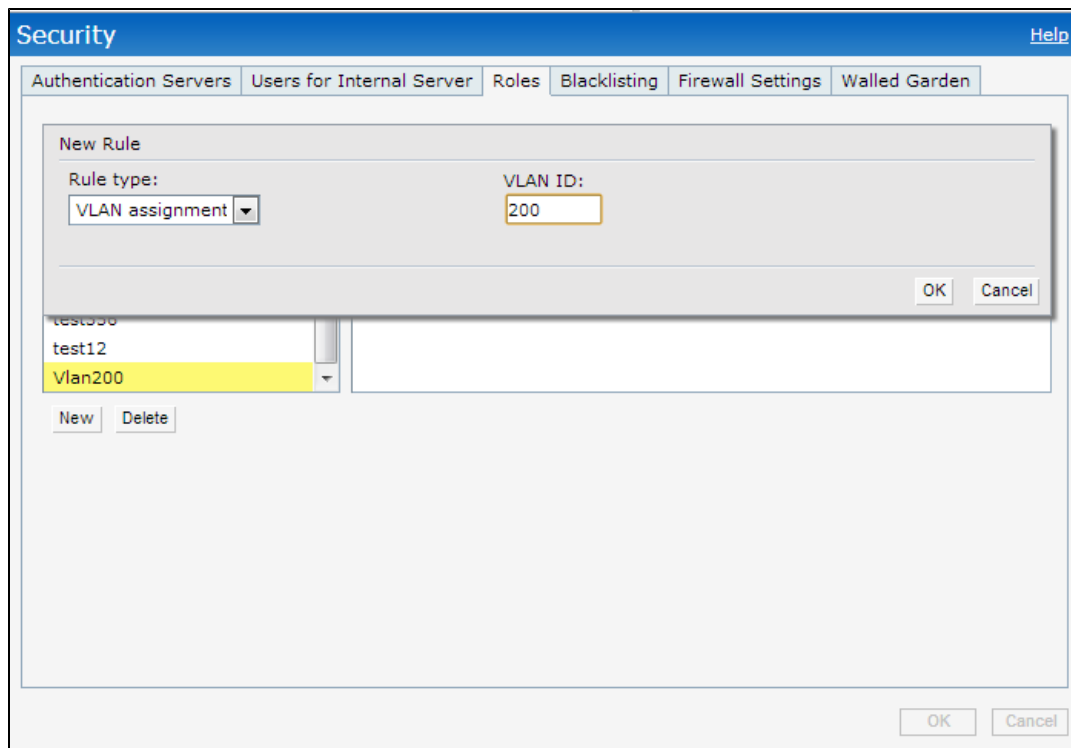 Security Help
Authentication Servers Users for Internal Server Roles Blacklisting Firewall Settings Walled Garden
New Rule
Rule type: VLAN ID:
VLAN assignment 200
OK Cancel
test12
Vlan200
New Delete
OK Cancel